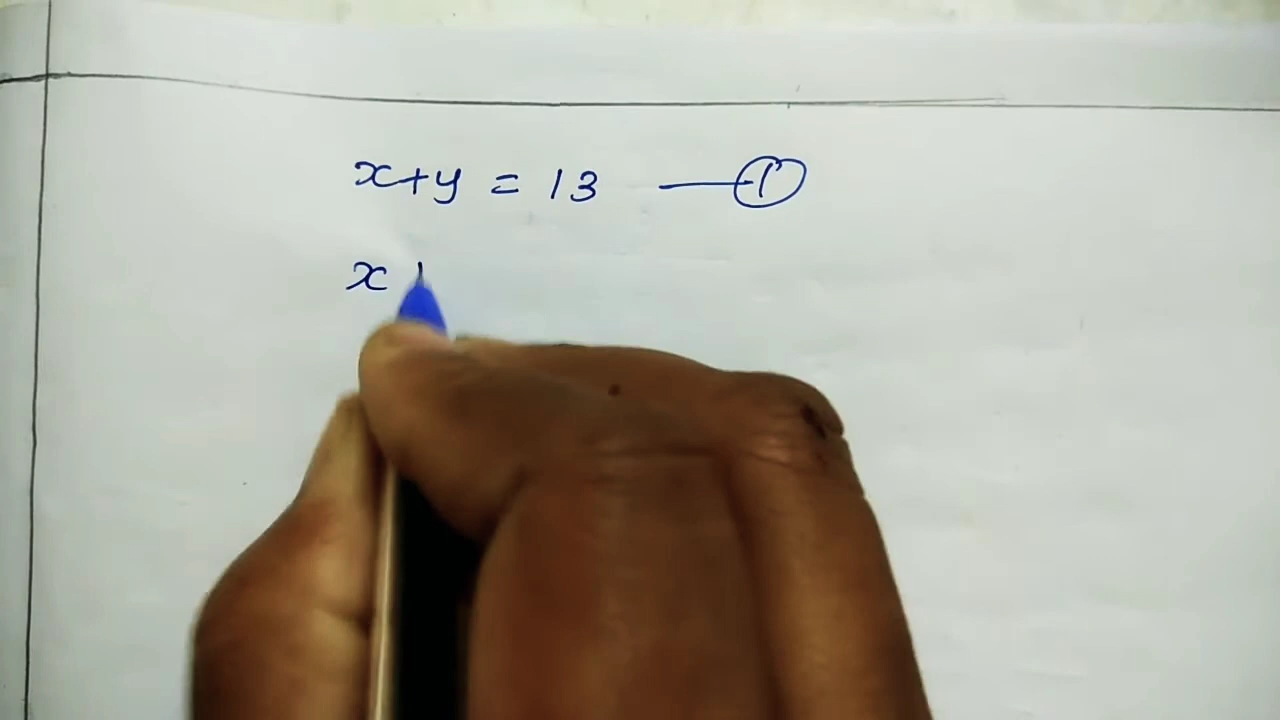 x+y = 13 —— ①
x